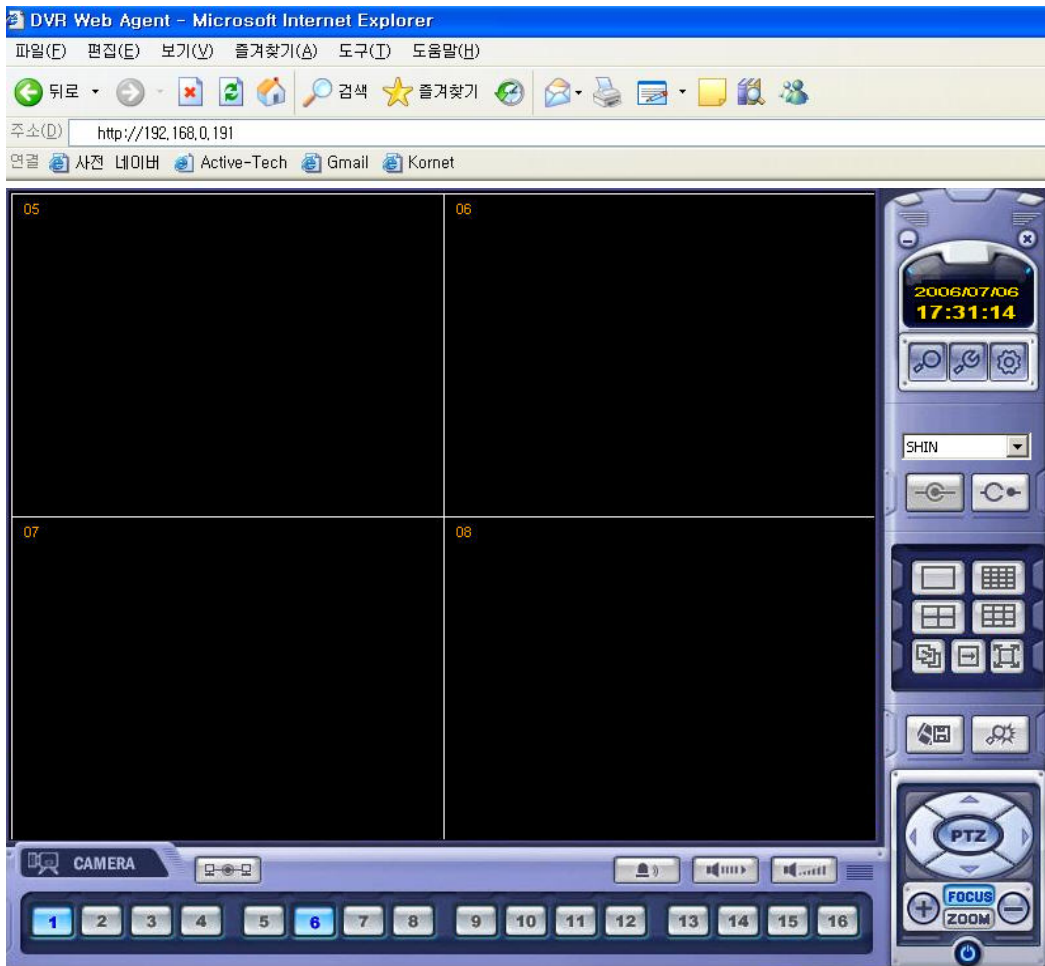 DVR Web Agent - Microsoft Internet Explorer
파일(F) 편집(E) 보기(V) 즐겨찾기(A) 도구(T) 도움말(H)
뒤로 검색 즐겨찾기
주소(D) http://192.168.0.191
연결 사전 네이버 Active-Tech Gmail Kornet
05 06
2006/07/06
17:31:14
SHIN
07 08
PTZ
CAMERA
FOCUS
ZOOM
1 2 3 4 5 6 7 8 9 10 11 12 13 14 15 16